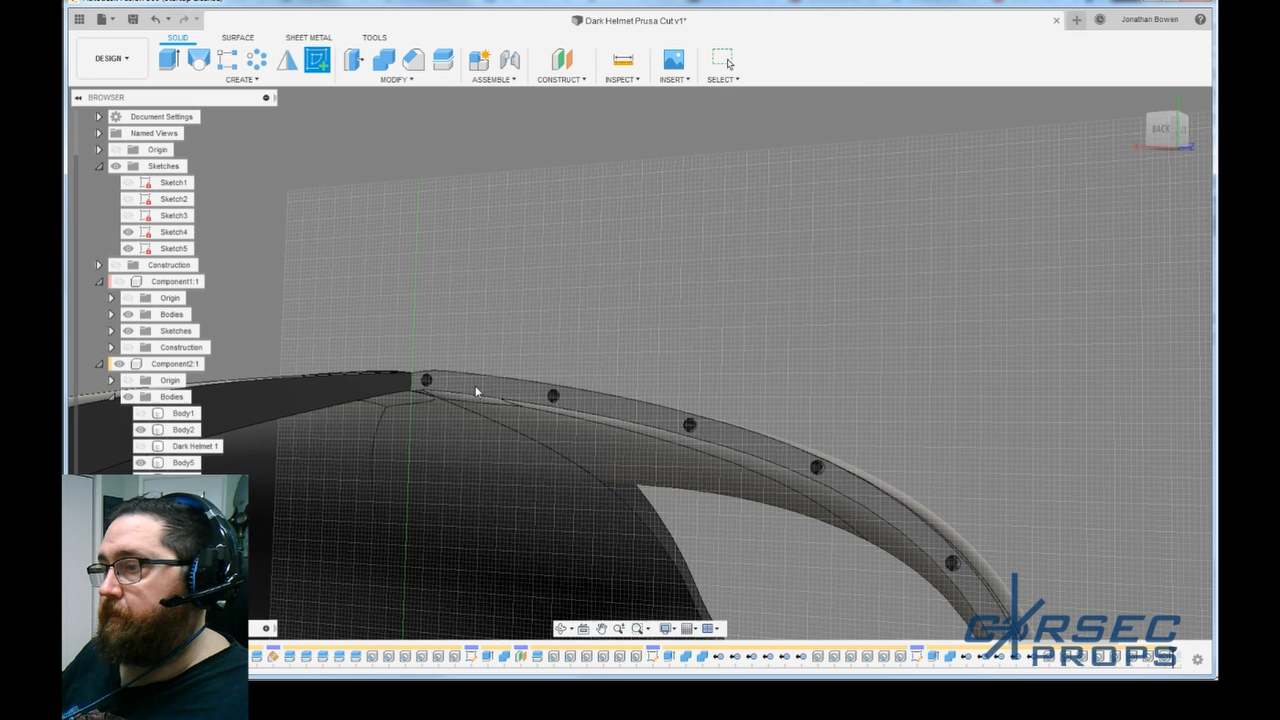 Dark Helmet Prusa Cut v1*
Jonathan Bowen
SOLID SURFACE SHEET METAL TOOLS
DESIGN
CREATE MODIFY ASSEMBLE CONSTRUCT INSPECT INSERT SELECT
BROWSER
Document Settings
Named Views
Origin
Sketches
Sketch1
Sketch2
Sketch3
Sketch4
Sketch5
Construction
Component1:1
Origin
Bodies
Sketches
Construction
Component2:1
Origin
Bodies
Body1
Body2
Dark Helmet 1
Body5
BACK
X
Z
CORSEC
PROPS